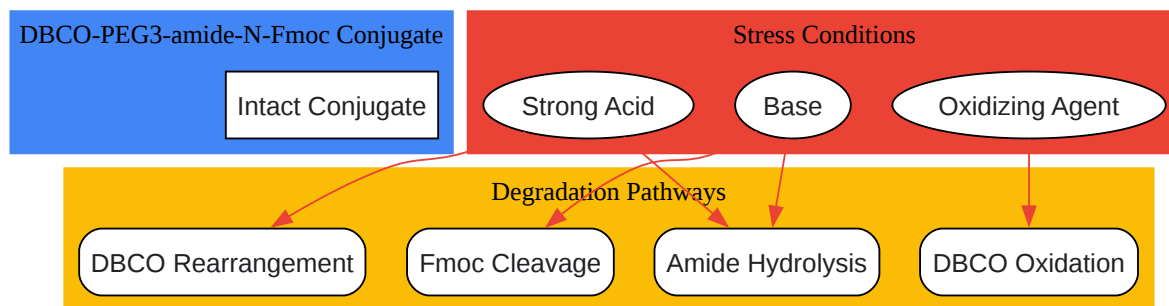 DBCO-PEG3-amide-N-Fmoc Conjugate
Intact Conjugate
Stress Conditions
Strong Acid
Base
Oxidizing Agent
Degradation Pathways
DBCO Rearrangement
Fmoc Cleavage
Amide Hydrolysis
DBCO Oxidation